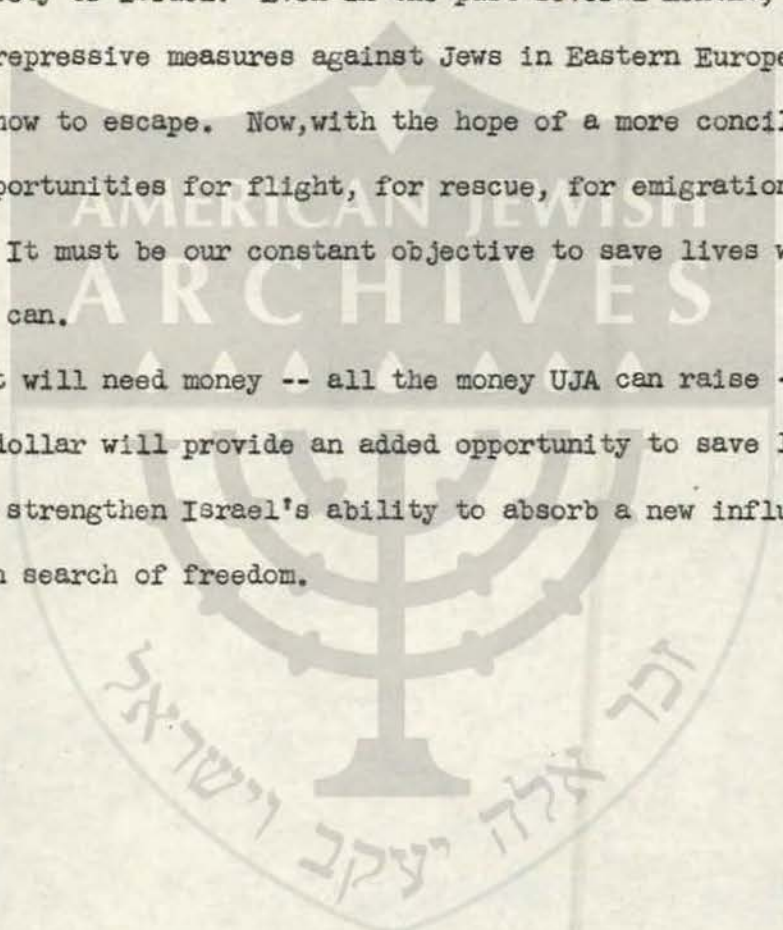 repressive measures against Jews in Eastern Europe
now to escape. Now,with the hope of a more concil
portunities for flight, for rescue, for emigration
It must be our constant objective to save lives w
can.
t will need money -- all the money UJA can raise -
dollar will provide an added opportunity to save l
strengthen Israel's ability to absorb a new influ
n search of freedom.
AMERICAN JEWISH
ARCHIVES
זכר אלה יעקב וישראל